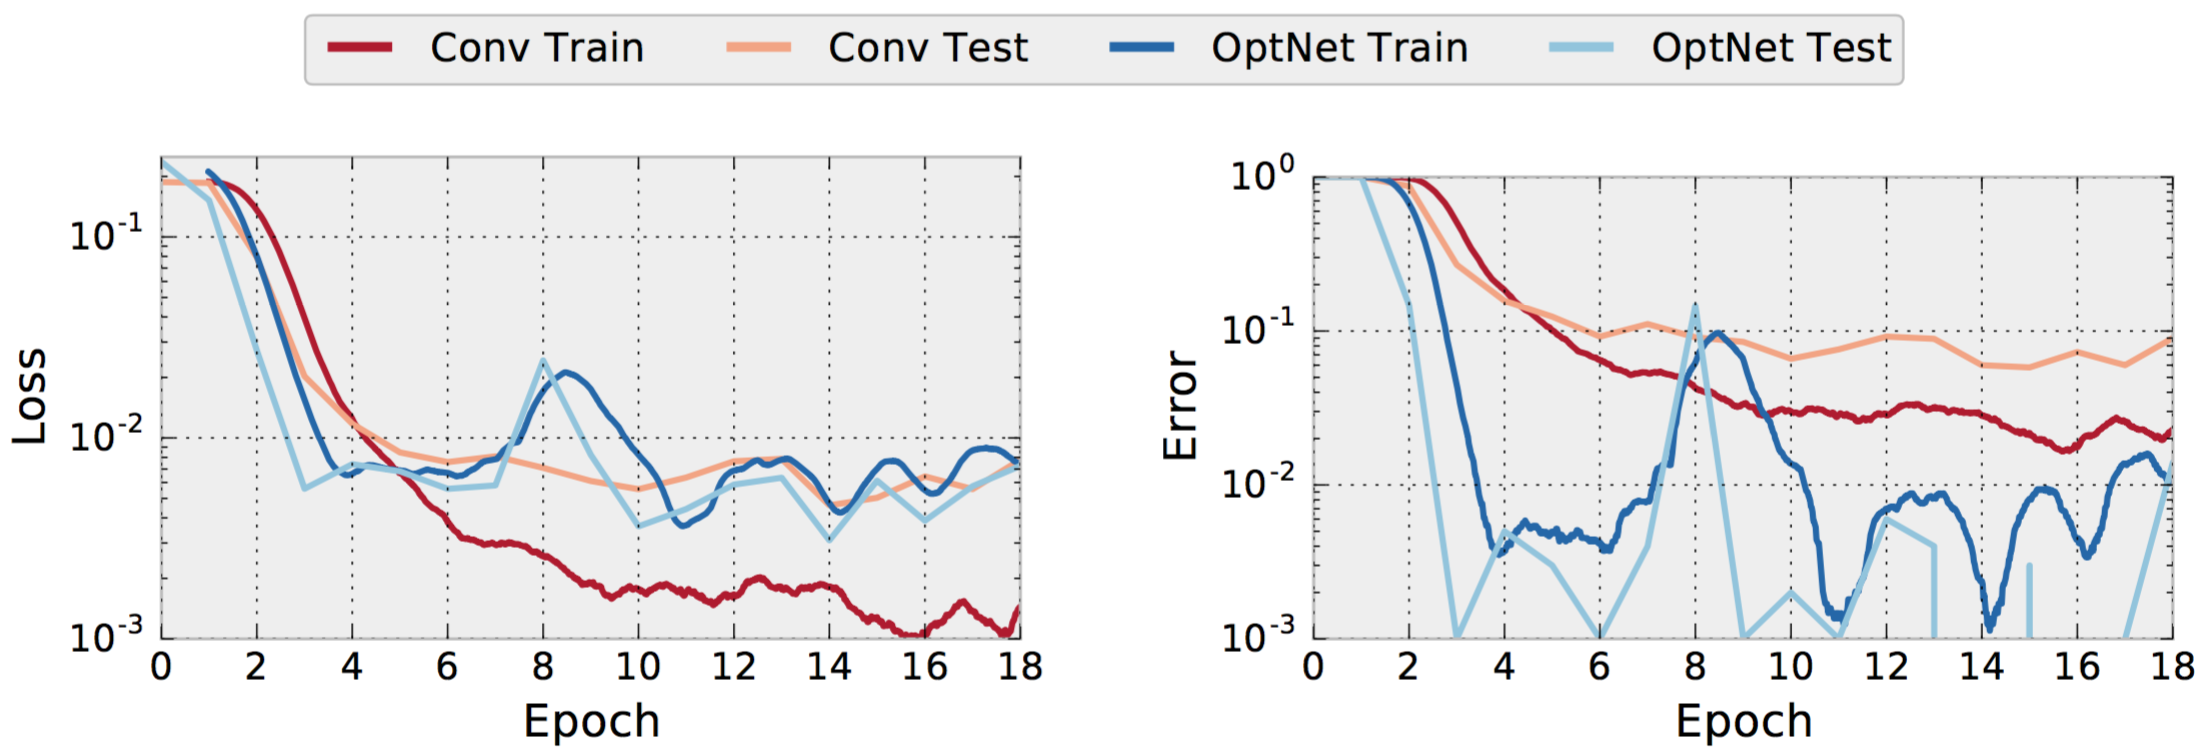 Conv Train Conv Test OptNet Train OptNet Test
Loss
10^-1
10^-2
10^-3
0 2 4 6 8 10 12 14 16 18
Epoch
Error
10^0
10^-1
10^-2
10^-3
0 2 4 6 8 10 12 14 16 18
Epoch